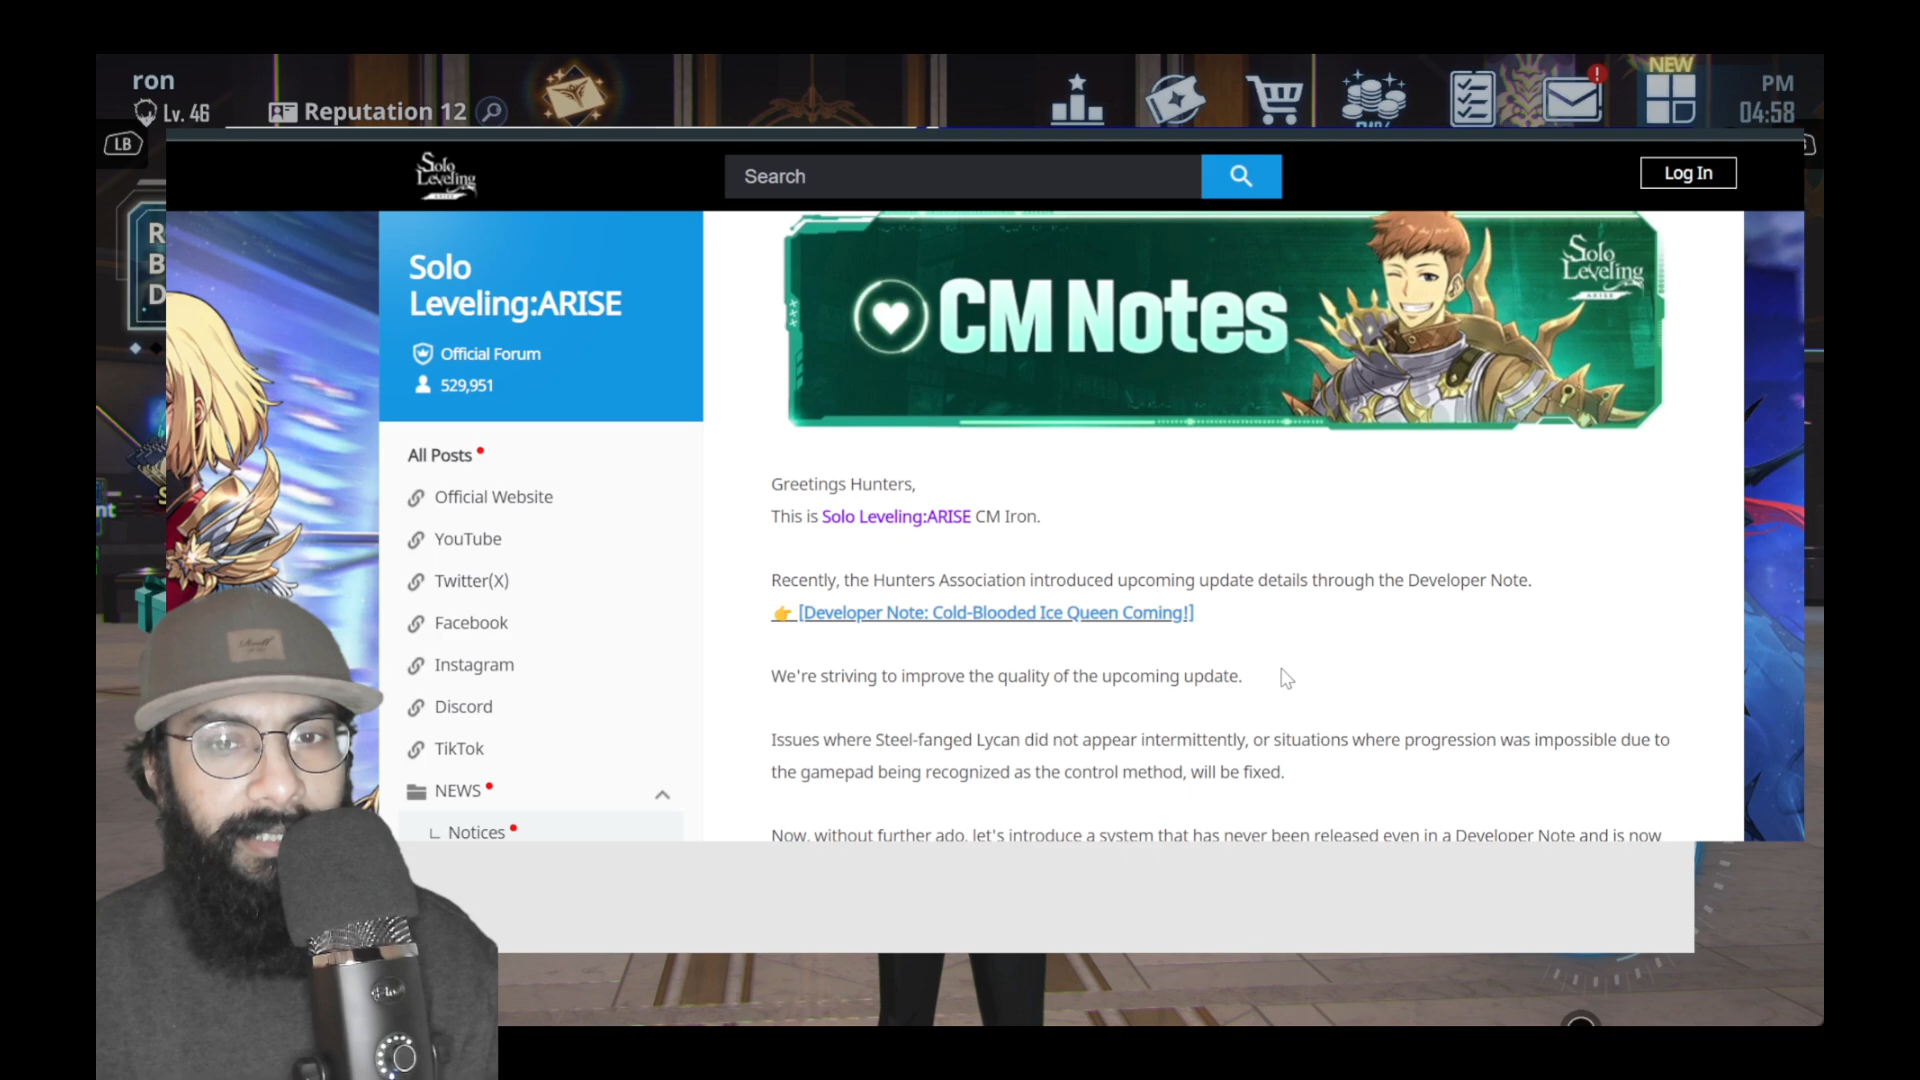 ron
Lv. 46
Reputation 12
NEW
PM
04:58
LB
Solo
Leveling
ARISE
Search
Log In
R
B
D
Solo
Leveling:ARISE
Official Forum
529,951
All Posts
Official Website
YouTube
Twitter(X)
Facebook
Instagram
Discord
TikTok
NEWS
Notices
CM Notes
Solo
Leveling
ARISE
Greetings Hunters,
This is Solo Leveling:ARISE CM Iron.
Recently, the Hunters Association introduced upcoming update details through the Developer Note.
👉 [Developer Note: Cold-Blooded Ice Queen Coming!]
We're striving to improve the quality of the upcoming update.
Issues where Steel-fanged Lycan did not appear intermittently, or situations where progression was impossible due to
the gamepad being recognized as the control method, will be fixed.
Now, without further ado, let's introduce a system that has never been released even in a Developer Note and is now